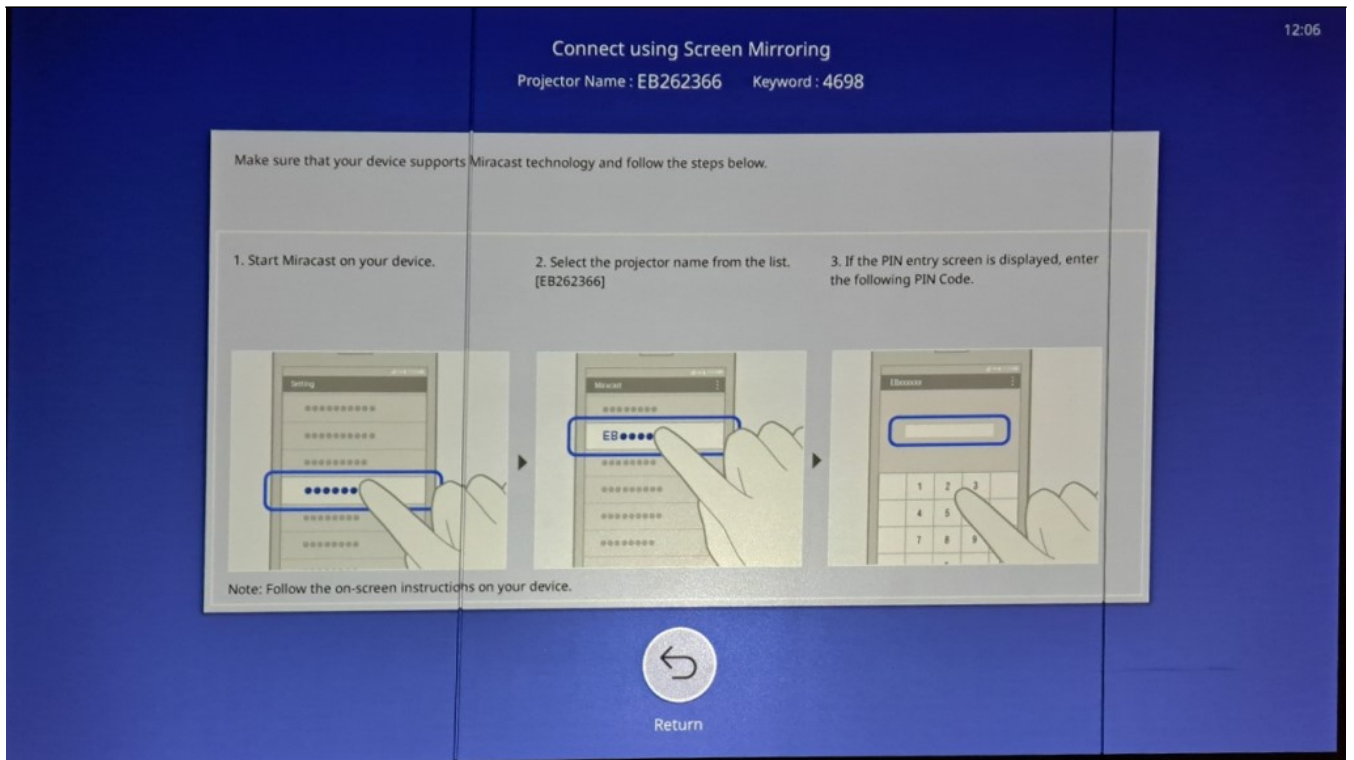 12:06
Connect using Screen Mirroring
Projector Name : EB262366 Keyword : 4698
Make sure that your device supports Miracast technology and follow the steps below.
1. Start Miracast on your device.
2. Select the projector name from the list.
[EB262366]
3. If the PIN entry screen is displayed, enter
the following PIN Code.
Setting
Miracast
EB●●●●
EBxxxxxx
1 2 3
4 5
7 8 9
Note: Follow the on-screen instructions on your device.
Return